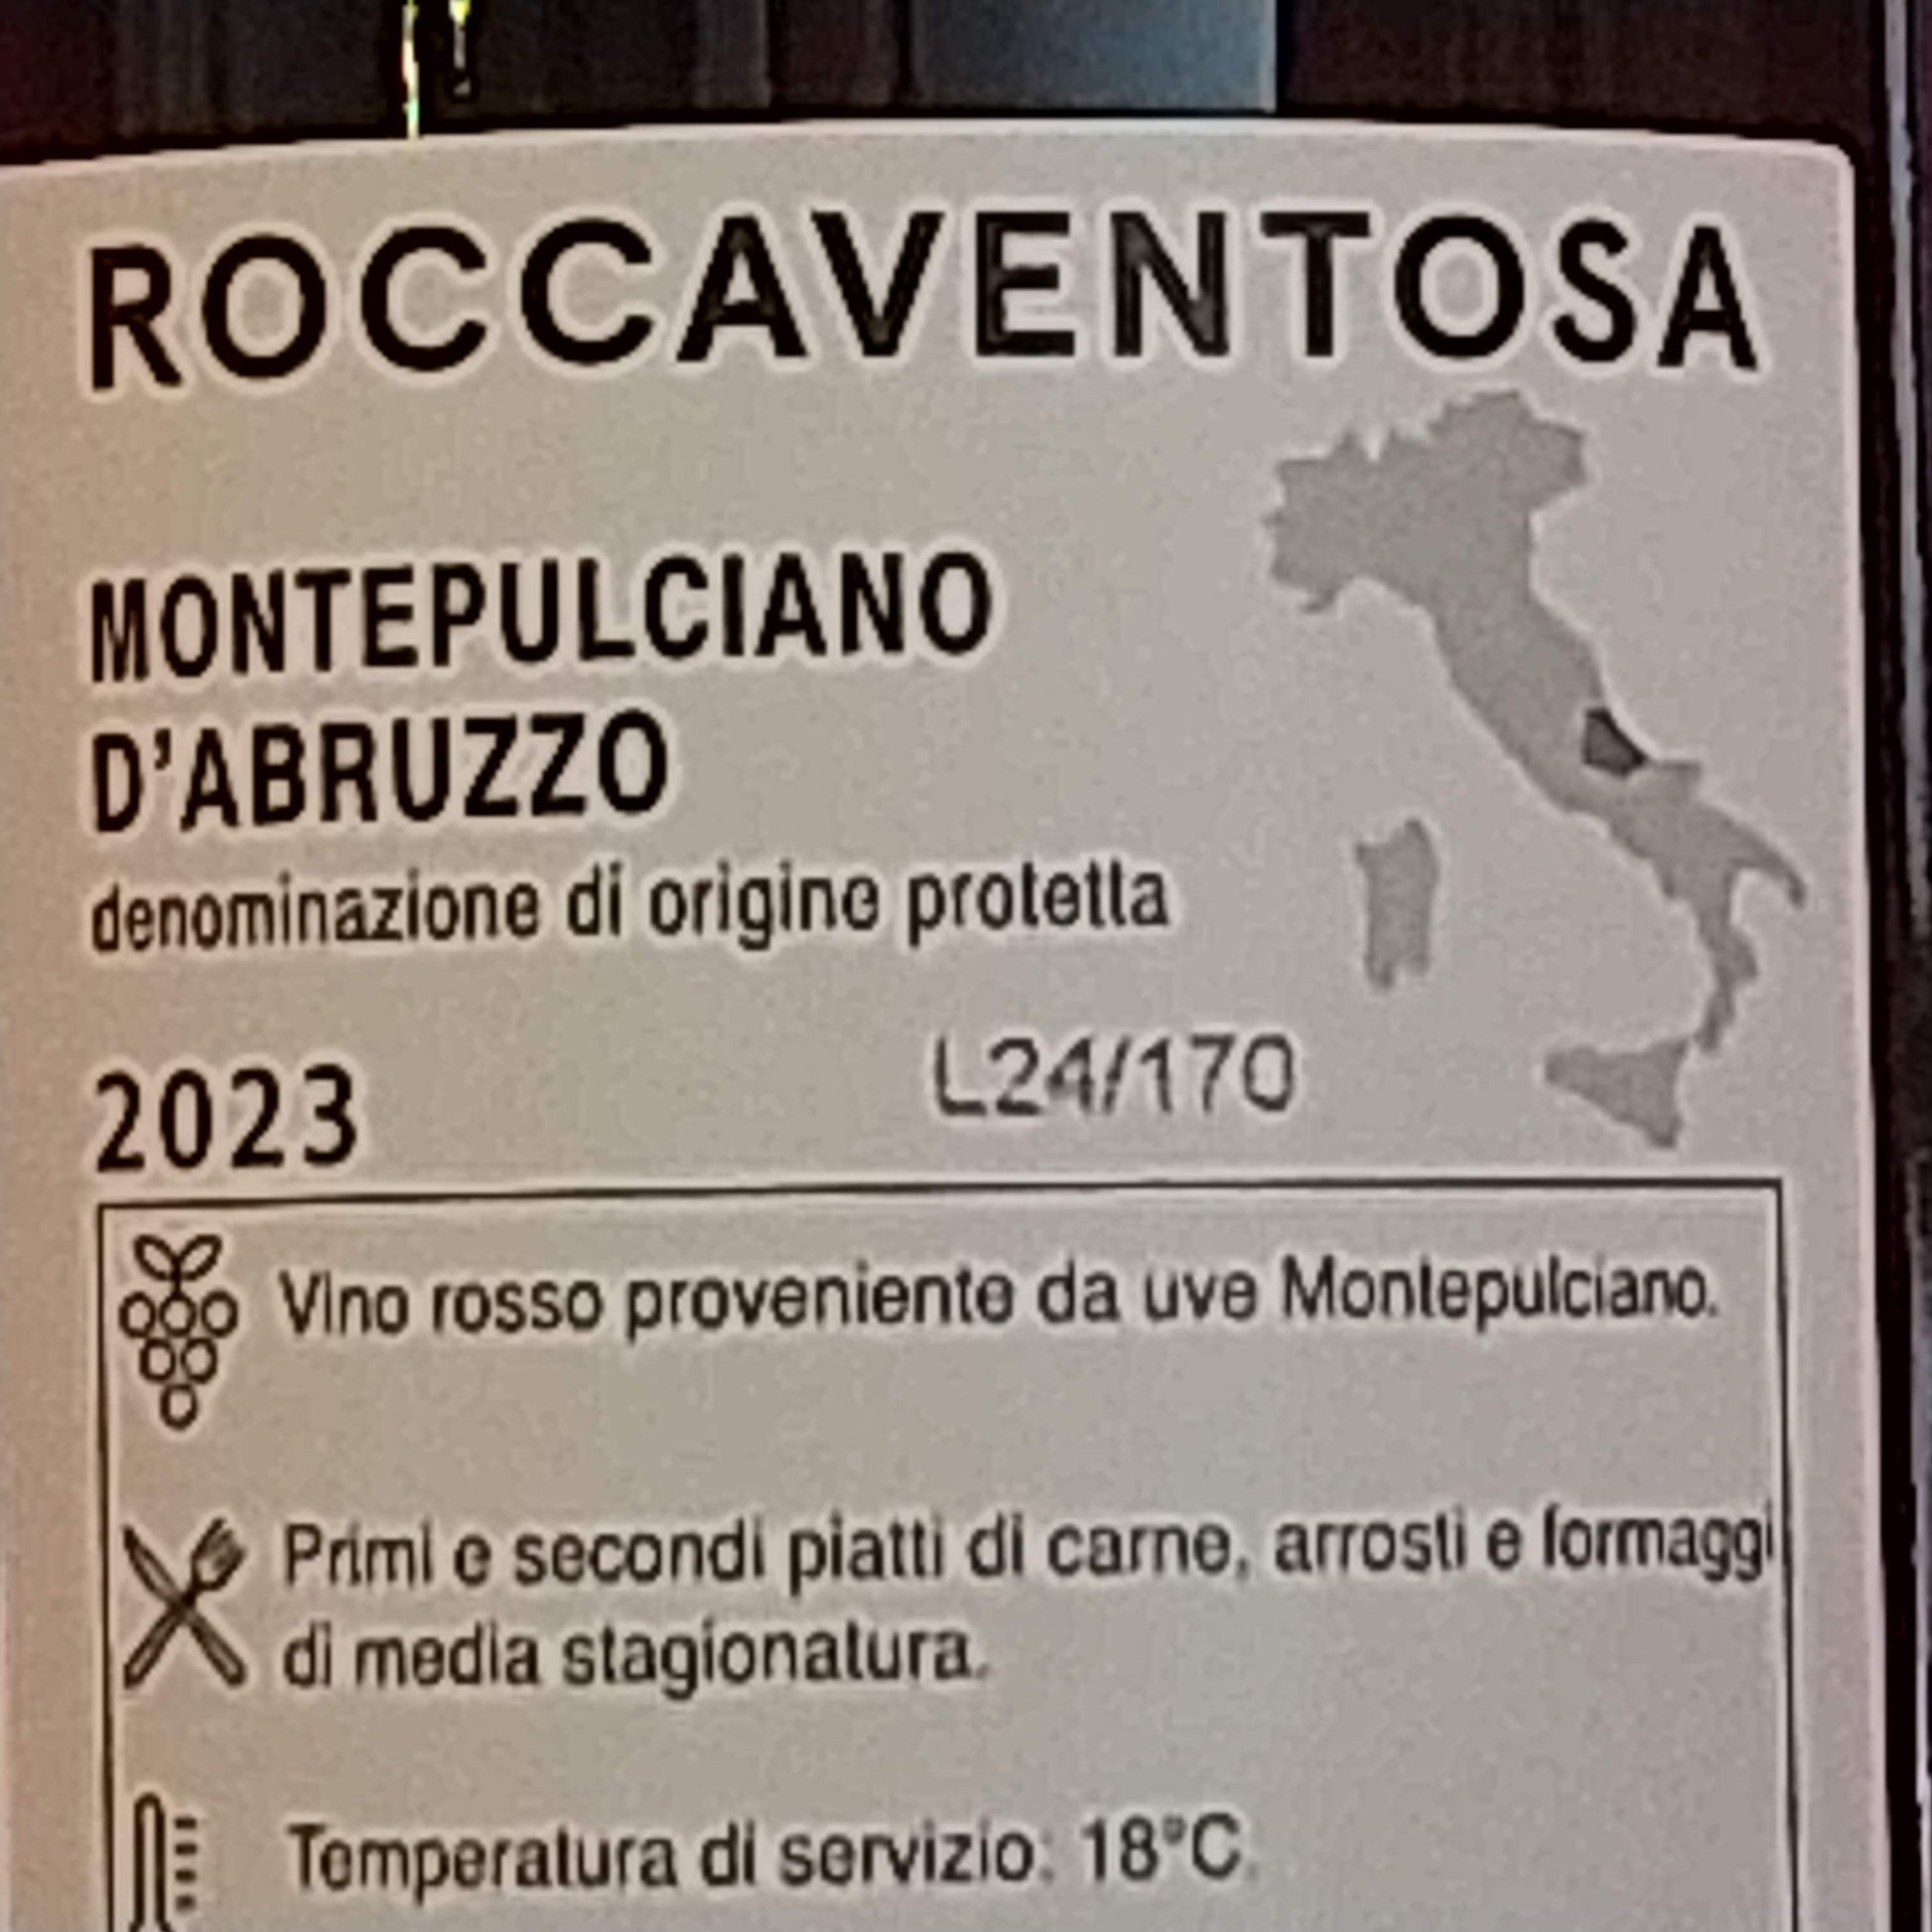 ROCCAVENTOSA
MONTEPULCIANO
D'ABRUZZO
denominazione di origine protetta
2023
L24/170
Vino rosso proveniente da uve Montepulciano.
Primi e secondi piatti di carne, arrosti e formaggi
di media stagionatura.
Temperatura di servizio: 18°C.